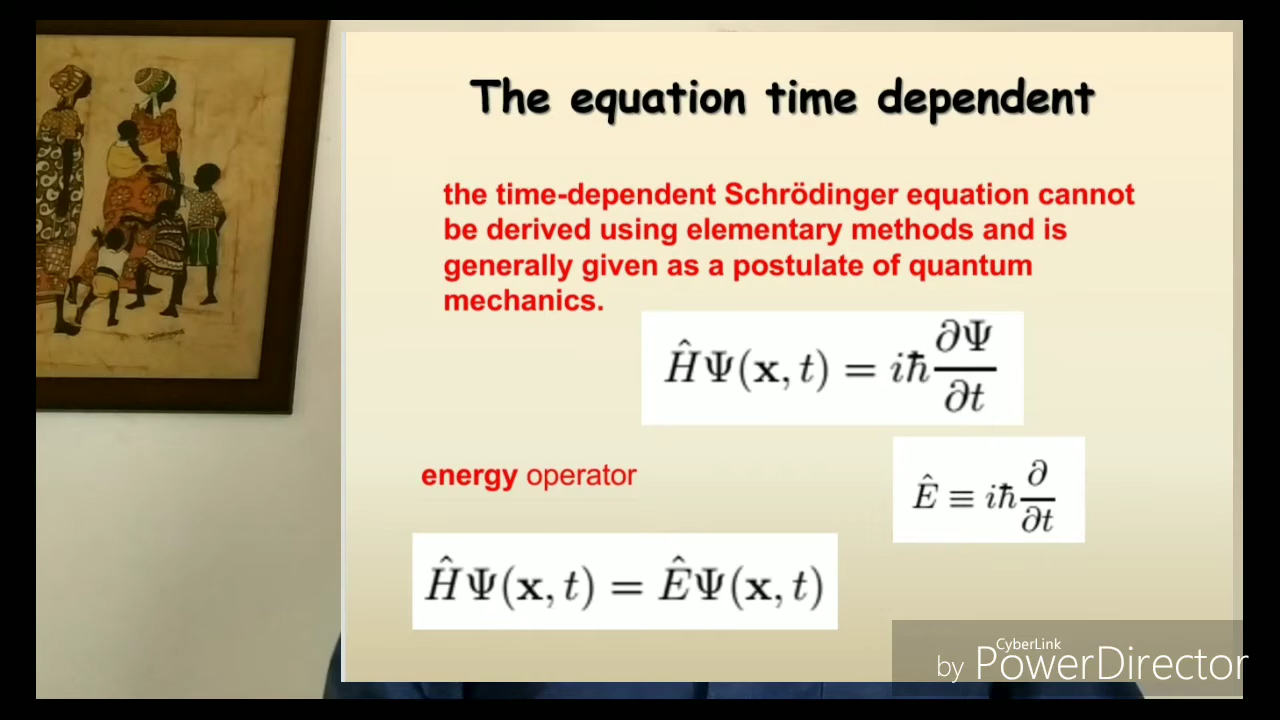 The equation time dependent
the time-dependent Schrödinger equation cannot
be derived using elementary methods and is
generally given as a postulate of quantum
mechanics.
ĤΨ(x, t) = iħ ∂Ψ/∂t
energy operator
Ê ≡ iħ ∂/∂t
ĤΨ(x, t) = ÊΨ(x, t)
CyberLink
by PowerDirector